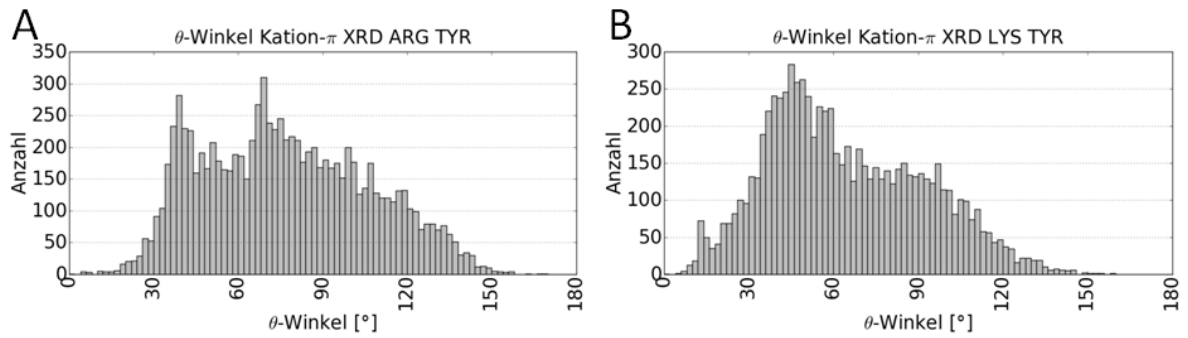 A
θ-Winkel Kation-π XRD ARG TYR
350
300
250
200
150
100
50
0
Anzahl
0 30 60 90 120 150 180
θ-Winkel [°]
B
θ-Winkel Kation-π XRD LYS TYR
300
250
200
150
100
50
0
Anzahl
0 30 60 90 120 150 180
θ-Winkel [°]